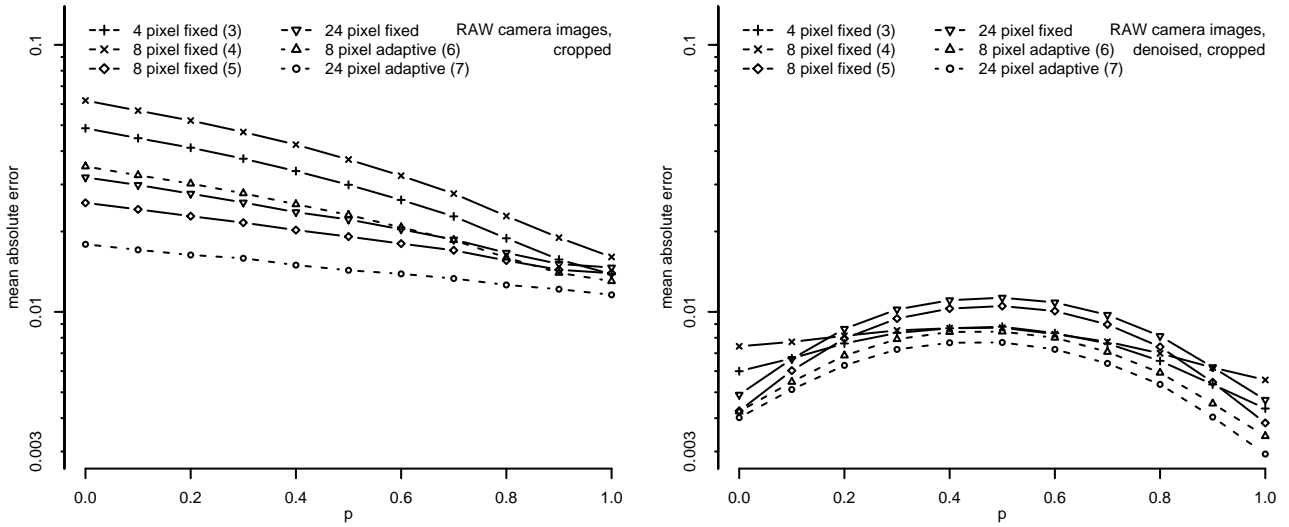 4 pixel fixed (3)
8 pixel fixed (4)
8 pixel fixed (5)
24 pixel fixed
8 pixel adaptive (6)
24 pixel adaptive (7)
RAW camera images,
cropped
mean absolute error
0.1
0.01
0.003
0.0 0.2 0.4 0.6 0.8 1.0
p
4 pixel fixed (3)
8 pixel fixed (4)
8 pixel fixed (5)
24 pixel fixed
8 pixel adaptive (6)
24 pixel adaptive (7)
RAW camera images,
denoised, cropped
mean absolute error
0.1
0.01
0.003
0.0 0.2 0.4 0.6 0.8 1.0
p